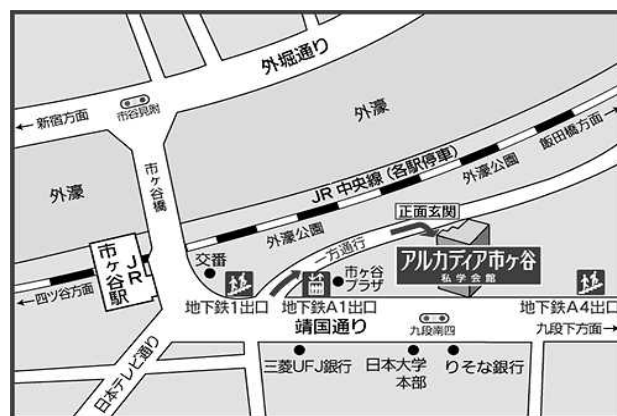 外堀通り
←新宿方面
市谷見附
外濠
飯田橋方面→
市ヶ谷橋
JR中央線（各駅停車）
外濠公園
外濠
外濠公園
正面玄関
一方通行
アルカディア市ヶ谷
私学会館
JR
市ヶ谷駅
交番
市ヶ谷
プラザ
←四ツ谷方面
地下鉄1出口
地下鉄A1出口
地下鉄A4出口
靖国通り
九段南四
九段下方面→
日本テレビ通り
三菱UFJ銀行
日本大学
本部
りそな銀行